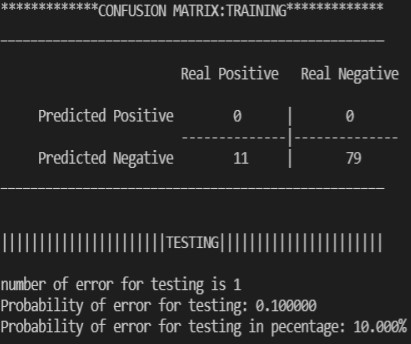 *************CONFUSION MATRIX:TRAINING*************
___________________________________________________
Real Positive   Real Negative
Predicted Positive        0      |       0
--------------|--------------
Predicted Negative       11      |      79
___________________________________________________
||||||||||||||||||||||TESTING||||||||||||||||||||||
number of error for testing is 1
Probability of error for testing: 0.100000
Probability of error for testing in pecentage: 10.000%